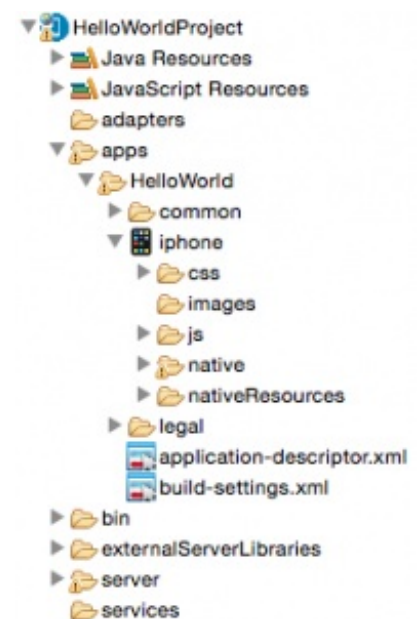 HelloWorldProject
Java Resources
JavaScript Resources
adapters
apps
HelloWorld
common
iphone
css
images
js
native
nativeResources
legal
application-descriptor.xml
build-settings.xml
bin
externalServerLibraries
server
services